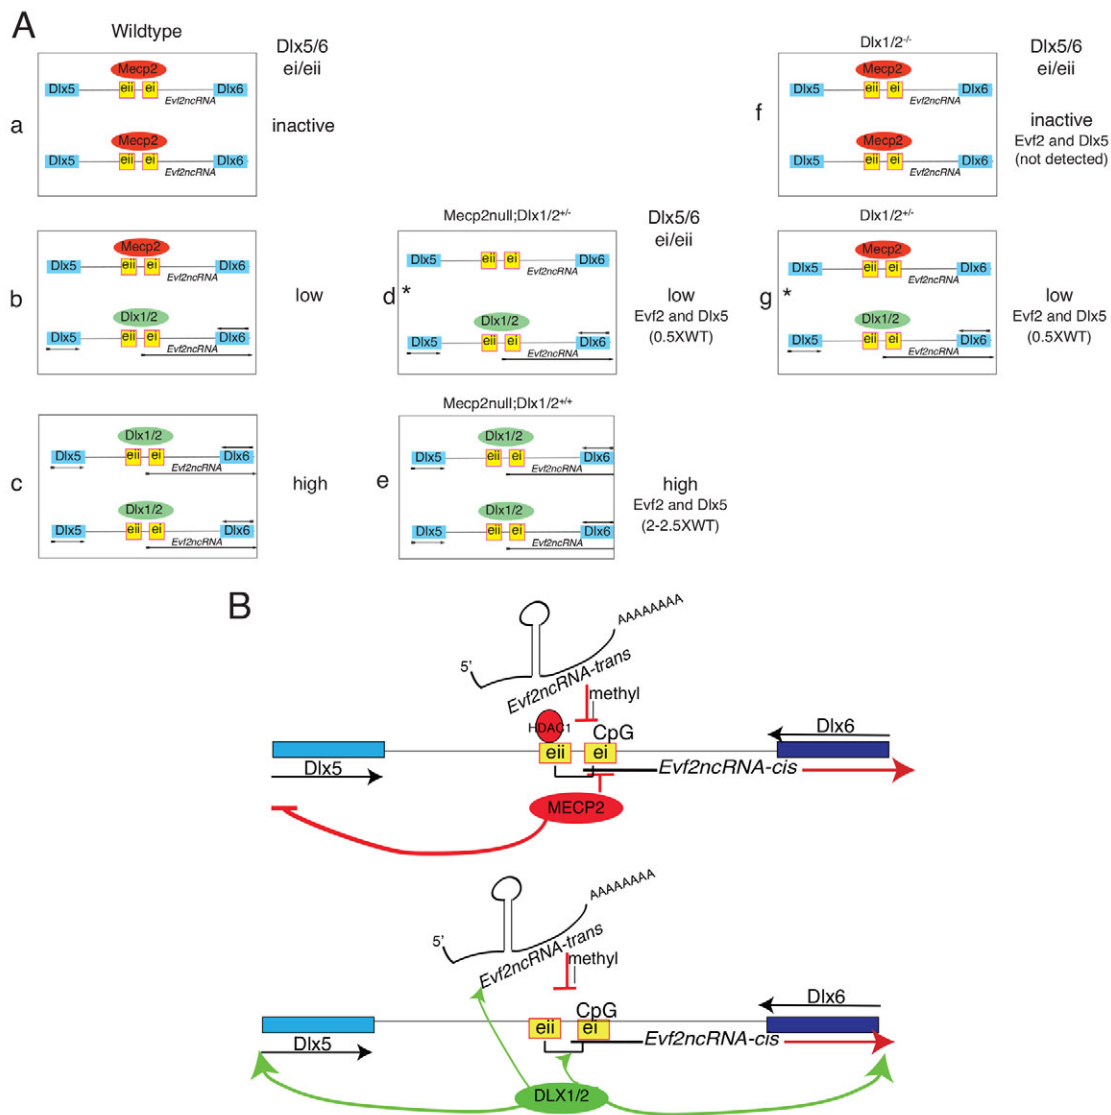 A
Wildtype
Dlx5/6
ei/eii
a
Mecp2
Dlx5
eii
ei
Dlx6
Evf2ncRNA
inactive
Mecp2
Dlx5
eii
ei
Dlx6
Evf2ncRNA
Dlx1/2-/-
Dlx5/6
ei/eii
f
Mecp2
Dlx5
eii
ei
Dlx6
Evf2ncRNA
inactive
Evf2 and Dlx5
(not detected)
Mecp2
Dlx5
eii
ei
Dlx6
Evf2ncRNA
b
Mecp2
Dlx5
eii
ei
Dlx6
Evf2ncRNA
low
Dlx1/2
Dlx5
eii
ei
Dlx6
Evf2ncRNA
Mecp2null;Dlx1/2+/-
Dlx5/6
ei/eii
d
*
Dlx5
eii
ei
Dlx6
Evf2ncRNA
low
Evf2 and Dlx5
(0.5XWT)
Dlx1/2
Dlx5
eii
ei
Dlx6
Evf2ncRNA
Dlx1/2+/-
g
*
Mecp2
Dlx5
eii
ei
Dlx6
Evf2ncRNA
low
Evf2 and Dlx5
(0.5XWT)
Dlx1/2
Dlx5
eii
ei
Dlx6
Evf2ncRNA
c
Dlx1/2
Dlx5
eii
ei
Dlx6
Evf2ncRNA
high
Dlx1/2
Dlx5
eii
ei
Dlx6
Evf2ncRNA
Mecp2null;Dlx1/2+/+
e
Dlx1/2
Dlx5
eii
ei
Dlx6
Evf2ncRNA
high
Evf2 and Dlx5
(2-2.5XWT)
Dlx1/2
Dlx5
eii
ei
Dlx6
Evf2ncRNA
B
AAAAAAAA
5'
Evf2ncRNA-trans
methyl
HDAC1
CpG
eii
ei
Dlx6
Dlx5
Evf2ncRNA-cis
MECP2
AAAAAAAA
5'
Evf2ncRNA-trans
methyl
CpG
eii
ei
Dlx6
Dlx5
Evf2ncRNA-cis
DLX1/2